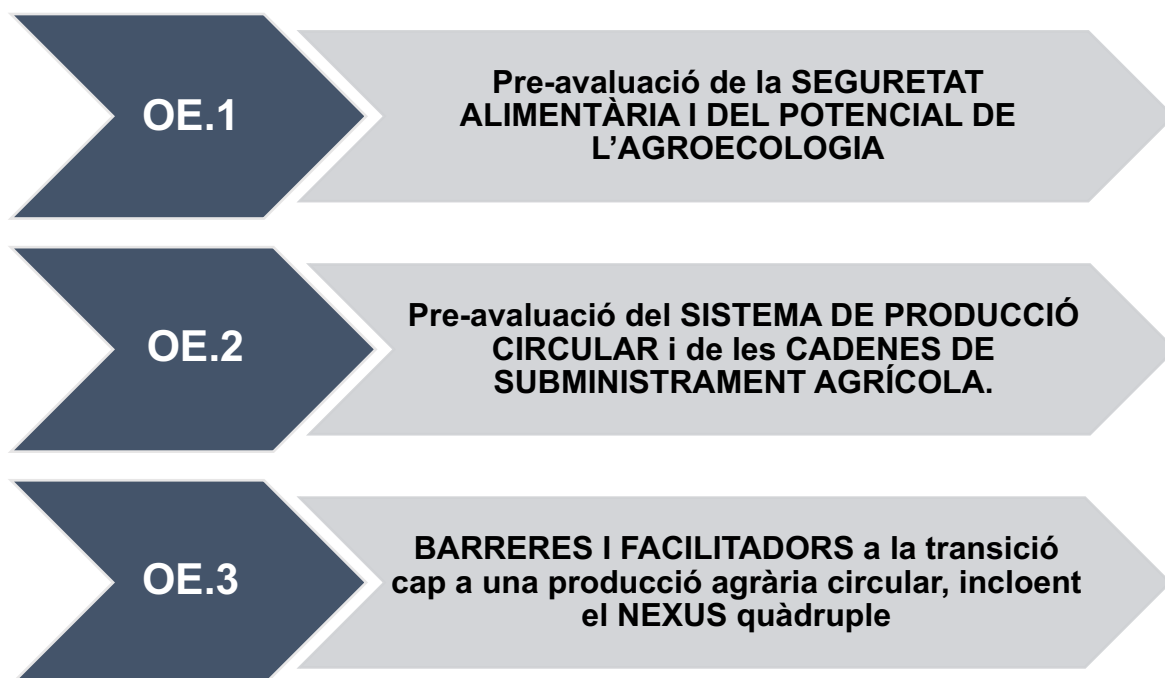 OE.1
Pre-avaluació de la SEGURETAT
ALIMENTÀRIA I DEL POTENCIAL DE
L’AGROECOLOGIA
OE.2
Pre-avaluació del SISTEMA DE PRODUCCIÓ
CIRCULAR i de les CADENES DE
SUBMINISTRAMENT AGRÍCOLA.
OE.3
BARRERES I FACILITADORS a la transició
cap a una producció agrària circular, incloent
el NEXUS quàdruple